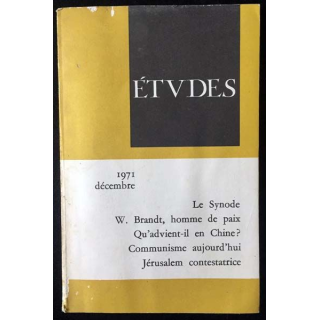 ÉTVDES
1971
décembre
Le Synode
W. Brandt, homme de paix
Qu'advient-il en Chine?
Communisme aujourd'hui
Jérusalem contestatrice